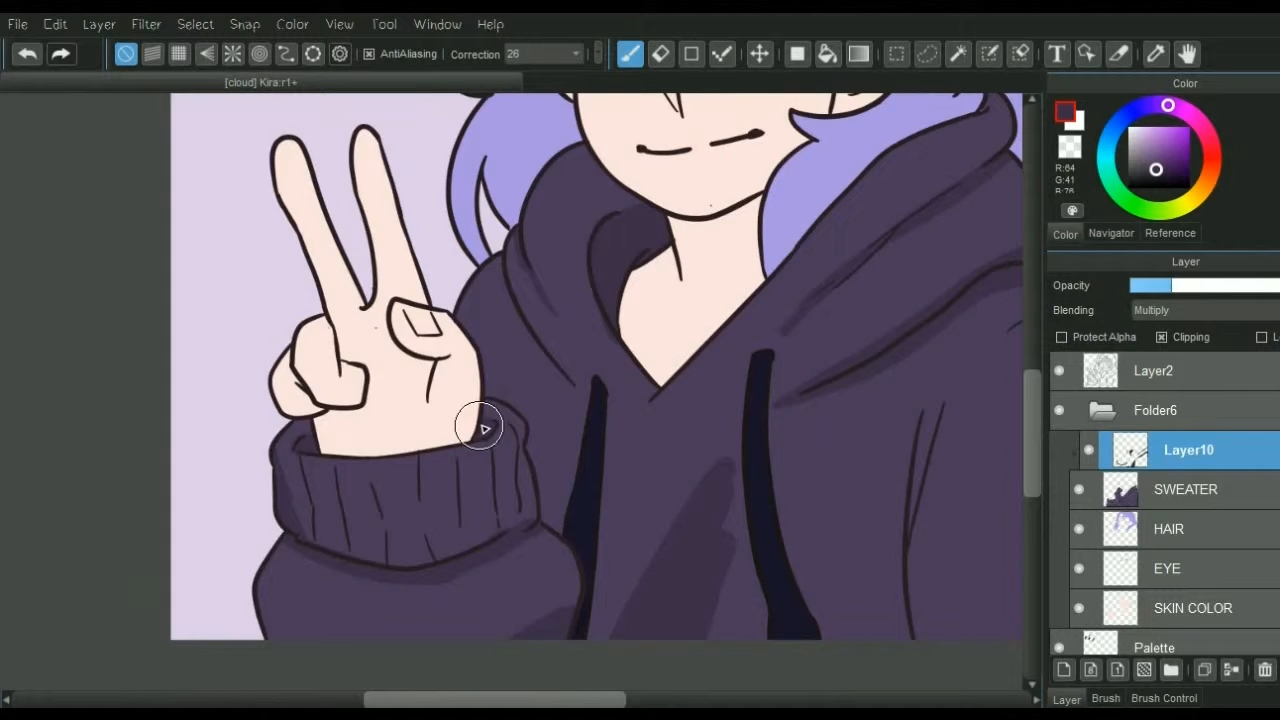 File Edit Layer Filter Select Snap Color View Tool Window Help
AntiAliasing Correction 26
[cloud] Kira:r1+
Color
R:64
G:41
B:76
Color Navigator Reference
Layer
Opacity
Blending Multiply
Protect Alpha Clipping L
Layer2
Folder6
Layer10
SWEATER
HAIR
EYE
SKIN COLOR
Palette
Layer Brush Brush Control